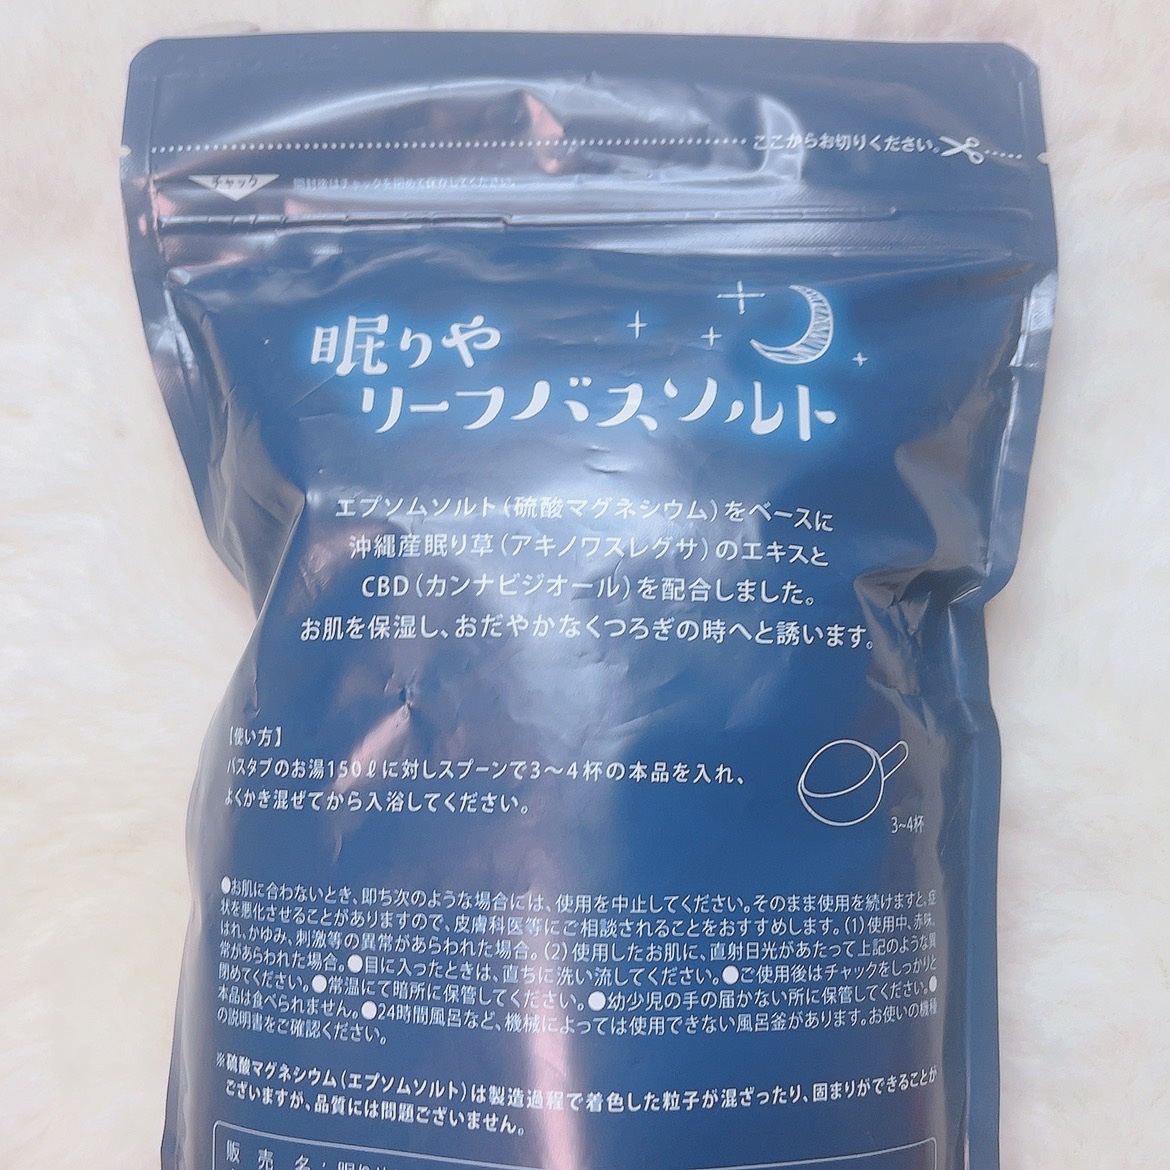 ここからお切りください。
チャック
開封後はチャックを閉めて保存してください。
眠りや
リーフバスソルト
エプソムソルト(硫酸マグネシウム)をベースに
沖縄産眠り草(アキノワスレグサ)のエキスと
CBD(カンナビジオール)を配合しました。
お肌を保湿し、おだやかなくつろぎの時へと誘います。
【使い方】
バスタブのお湯150ℓに対しスプーンで3〜4杯の本品を入れ、
よくかき混ぜてから入浴してください。
3~4杯
●お肌に合わないとき、即ち次のような場合には、使用を中止してください。そのまま使用を続けますと、症
状を悪化させることがありますので、皮膚科医等にご相談されることをおすすめします。(1)使用中、赤味、
はれ、かゆみ、刺激等の異常があらわれた場合。(2)使用したお肌に、直射日光があたって上記のような異
常があらわれた場合。●目に入ったときは、直ちに洗い流してください。●ご使用後はチャックをしっかりと
閉めてください。●常温にて暗所に保管してください。●幼少児の手の届かない所に保管してください。●
本品は食べられません。●24時間風呂など、機械によっては使用できない風呂釜があります。お使いの機種
の説明書をご確認ください。
※硫酸マグネシウム(エプソムソルト)は製造過程で着色した粒子が混ざったり、固まりができることが
ございますが、品質には問題ございません。
販売名:眠りや